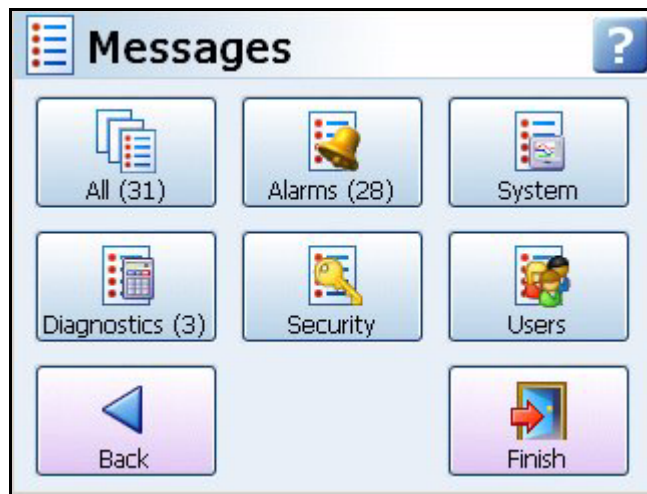 Messages
?
All (31)
Alarms (28)
System
Diagnostics (3)
Security
Users
Back
Finish